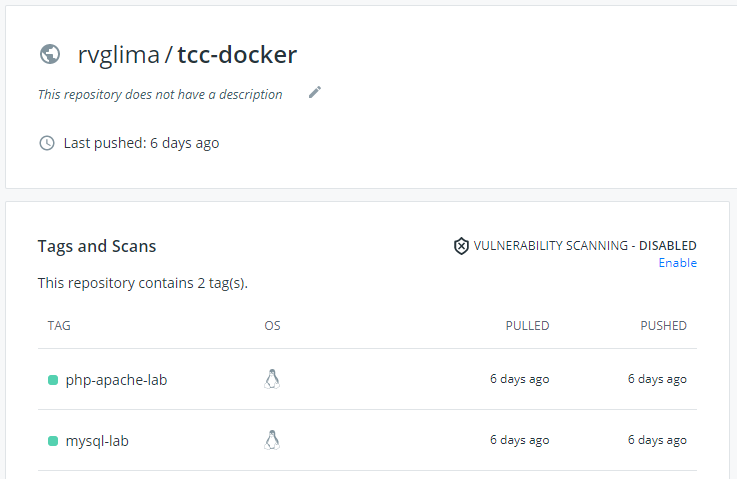 rvglima / tcc-docker
This repository does not have a description
Last pushed: 6 days ago
Tags and Scans
VULNERABILITY SCANNING - DISABLED
Enable
This repository contains 2 tag(s).
TAG OS PULLED PUSHED
php-apache-lab 6 days ago 6 days ago
mysql-lab 6 days ago 6 days ago